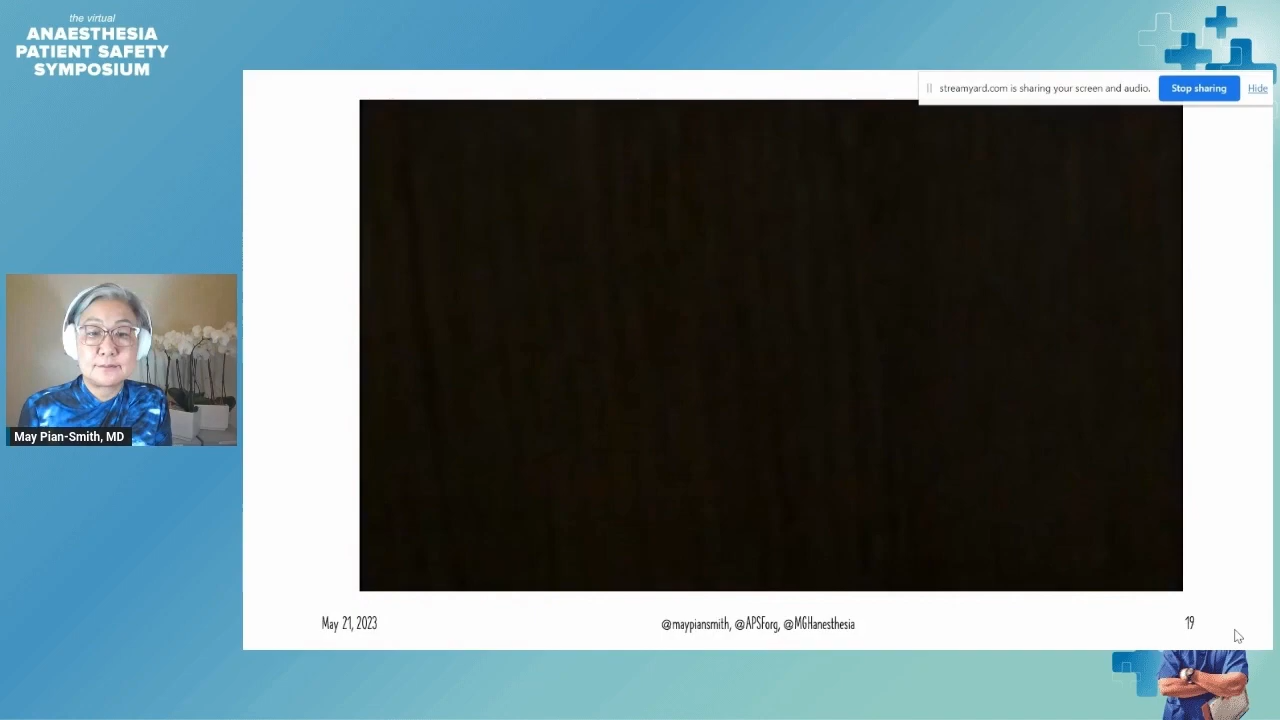 the virtual
ANAESTHESIA
PATIENT SAFETY
SYMPOSIUM
streamyard.com is sharing your screen and audio.
Stop sharing
Hide
May Pian-Smith, MD
May 21, 2023
@maypiansmith, @APSForg, @MGHanesthesia
19